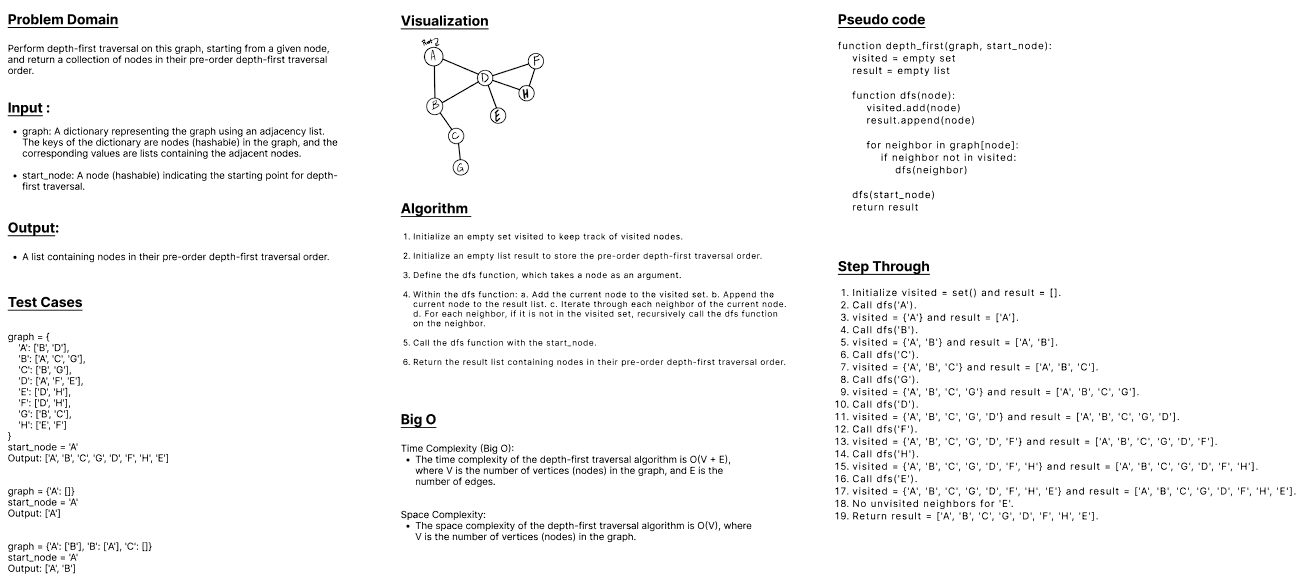 Problem Domain
Perform depth-first traversal on this graph, starting from a given node,
and return a collection of nodes in their pre-order depth-first traversal
order.
Input :
• graph: A dictionary representing the graph using an adjacency list.
The keys of the dictionary are nodes (hashable) in the graph, and the
corresponding values are lists containing the adjacent nodes.
• start_node: A node (hashable) indicating the starting point for depth-
first traversal.
Output:
• A list containing nodes in their pre-order depth-first traversal order.
Test Cases
graph = {
'A': ['B', 'D'],
'B': ['A', 'C', 'G'],
'C': ['B', 'G'],
'D': ['A', 'F', 'E'],
'E': ['D', 'H'],
'F': ['D', 'H'],
'G': ['B', 'C'],
'H': ['E', 'F']
}
start_node = 'A'
Output: ['A', 'B', 'C', 'G', 'D', 'F', 'H', 'E']
graph = {'A': []}
start_node = 'A'
Output: ['A']
graph = {'A': ['B'], 'B': ['A'], 'C': []}
start_node = 'A'
Output: ['A', 'B']
Visualization
A
F
D
H
B
E
C
G
Algorithm
1. Initialize an empty set visited to keep track of visited nodes.
2. Initialize an empty list result to store the pre-order depth-first traversal order.
3. Define the dfs function, which takes a node as an argument.
4. Within the dfs function: a. Add the current node to the visited set. b. Append the
current node to the result list. c. Iterate through each neighbor of the current node.
d. For each neighbor, if it is not in the visited set, recursively call the dfs function
on the neighbor.
5. Call the dfs function with the start_node.
6. Return the result list containing nodes in their pre-order depth-first traversal order.
Big O
Time Complexity (Big O):
• The time complexity of the depth-first traversal algorithm is O(V + E),
where V is the number of vertices (nodes) in the graph, and E is the
number of edges.
Space Complexity:
• The space complexity of the depth-first traversal algorithm is O(V), where
V is the number of vertices (nodes) in the graph.
Pseudo code
function depth_first(graph, start_node):
visited = empty set
result = empty list
function dfs(node):
visited.add(node)
result.append(node)
for neighbor in graph[node]:
if neighbor not in visited:
dfs(neighbor)
dfs(start_node)
return result
Step Through
1. Initialize visited = set() and result = [].
2. Call dfs('A').
3. visited = {'A'} and result = ['A'].
4. Call dfs('B').
5. visited = {'A', 'B'} and result = ['A', 'B'].
6. Call dfs('C').
7. visited = {'A', 'B', 'C'} and result = ['A', 'B', 'C'].
8. Call dfs('G').
9. visited = {'A', 'B', 'C', 'G'} and result = ['A', 'B', 'C', 'G'].
10. Call dfs('D').
11. visited = {'A', 'B', 'C', 'G', 'D'} and result = ['A', 'B', 'C', 'G', 'D'].
12. Call dfs('F').
13. visited = {'A', 'B', 'C', 'G', 'D', 'F'} and result = ['A', 'B', 'C', 'G', 'D', 'F'].
14. Call dfs('H').
15. visited = {'A', 'B', 'C', 'G', 'D', 'F', 'H'} and result = ['A', 'B', 'C', 'G', 'D', 'F', 'H'].
16. Call dfs('E').
17. visited = {'A', 'B', 'C', 'G', 'D', 'F', 'H', 'E'} and result = ['A', 'B', 'C', 'G', 'D', 'F', 'H', 'E'].
18. No unvisited neighbors for 'E'.
19. Return result = ['A', 'B', 'C', 'G', 'D', 'F', 'H', 'E'].